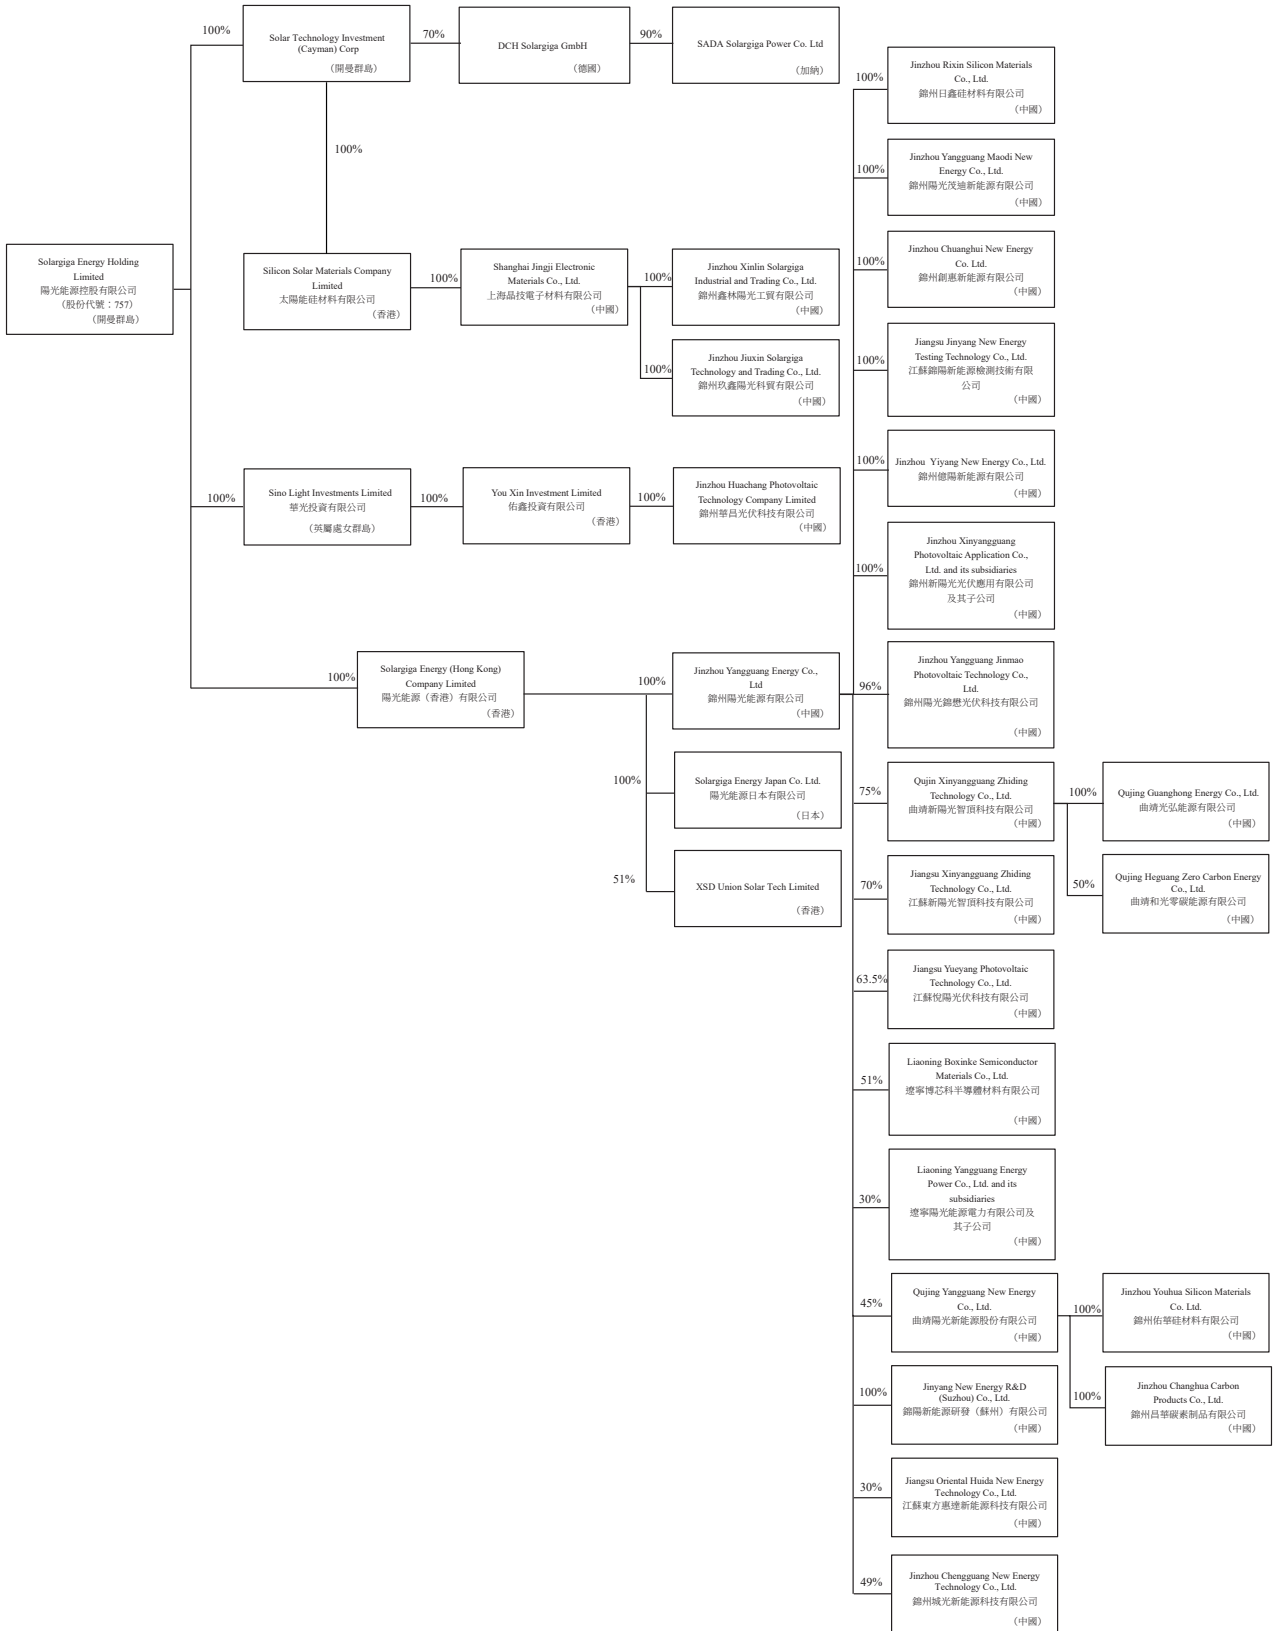 100%
Solar Technology Investment
(Cayman) Corp
（開曼群島）
70%
DCH Solargiga GmbH
（德國）
90%
SADA Solargiga Power Co. Ltd
（加納）
100%
Solargiga Energy Holding
Limited
陽光能源控股有限公司
（股份代號：757）
（開曼群島）
Silicon Solar Materials Company
Limited
太陽能硅材料有限公司
（香港）
100%
Shanghai Jingji Electronic
Materials Co., Ltd.
上海晶技電子材料有限公司
（中國）
100%
Jinzhou Xinlin Solargiga
Industrial and Trading Co., Ltd.
錦州鑫林陽光工貿有限公司
（中國）
100%
Jinzhou Jiuxin Solargiga
Technology and Trading Co., Ltd.
錦州玖鑫陽光科貿有限公司
（中國）
100%
Sino Light Investments Limited
華光投資有限公司
（英屬處女群島）
100%
You Xin Investment Limited
佑鑫投資有限公司
（香港）
100%
Jinzhou Huachang Photovoltaic
Technology Company Limited
錦州華昌光伏科技有限公司
（中國）
100%
Solargiga Energy (Hong Kong)
Company Limited
陽光能源（香港）有限公司
（香港）
100%
Jinzhou Yangguang Energy Co.,
Ltd
錦州陽光能源有限公司
（中國）
100%
Solargiga Energy Japan Co. Ltd.
陽光能源日本有限公司
（日本）
51%
XSD Union Solar Tech Limited
（香港）
100%
Jinzhou Rixin Silicon Materials
Co., Ltd.
錦州日鑫硅材料有限公司
（中國）
100%
Jinzhou Yangguang Maodi New
Energy Co., Ltd.
錦州陽光茂迪新能源有限公司
（中國）
100%
Jinzhou Chuanghui New Energy
Co. Ltd.
錦州創惠新能源有限公司
（中國）
100%
Jiangsu Jinyang New Energy
Testing Technology Co., Ltd.
江蘇錦陽新能源檢測技術有限
公司
（中國）
100%
Jinzhou Yiyang New Energy Co., Ltd.
錦州億陽新能源有限公司
（中國）
100%
Jinzhou Xinyangguang
Photovoltaic Application Co.,
Ltd. and its subsidiaries
錦州新陽光光伏應用有限公司
及其子公司
（中國）
96%
Jinzhou Yangguang Jinmao
Photovoltaic Technology Co.,
Ltd.
錦州陽光錦懋光伏科技有限公司
（中國）
75%
Qujin Xinyangguang Zhiding
Technology Co., Ltd.
曲靖新陽光智頂科技有限公司
（中國）
100%
Qujing Guanghong Energy Co., Ltd.
曲靖光弘能源有限公司
（中國）
50%
Qujing Heguang Zero Carbon Energy
Co., Ltd.
曲靖和光零碳能源有限公司
（中國）
70%
Jiangsu Xinyangguang Zhiding
Technology Co., Ltd.
江蘇新陽光智頂科技有限公司
（中國）
63.5%
Jiangsu Yueyang Photovoltaic
Technology Co., Ltd.
江蘇悅陽光伏科技有限公司
（中國）
51%
Liaoning Boxinke Semiconductor
Materials Co., Ltd.
遼寧博芯科半導體材料有限公司
（中國）
30%
Liaoning Yangguang Energy
Power Co., Ltd. and its
subsidiaries
遼寧陽光能源電力有限公司及
其子公司
（中國）
45%
Qujing Yangguang New Energy
Co., Ltd.
曲靖陽光新能源股份有限公司
（中國）
100%
Jinzhou Youhua Silicon Materials
Co. Ltd.
錦州佑華硅材料有限公司
（中國）
100%
Jinzhou Changhua Carbon
Products Co., Ltd.
錦州昌華碳素制品有限公司
（中國）
100%
Jinyang New Energy R&D
(Suzhou) Co., Ltd.
錦陽新能源研發（蘇州）有限公司
（中國）
30%
Jiangsu Oriental Huida New Energy
Technology Co., Ltd.
江蘇東方惠達新能源科技有限公司
（中國）
49%
Jinzhou Chengguang New Energy
Technology Co., Ltd.
錦州城光新能源科技有限公司
（中國）